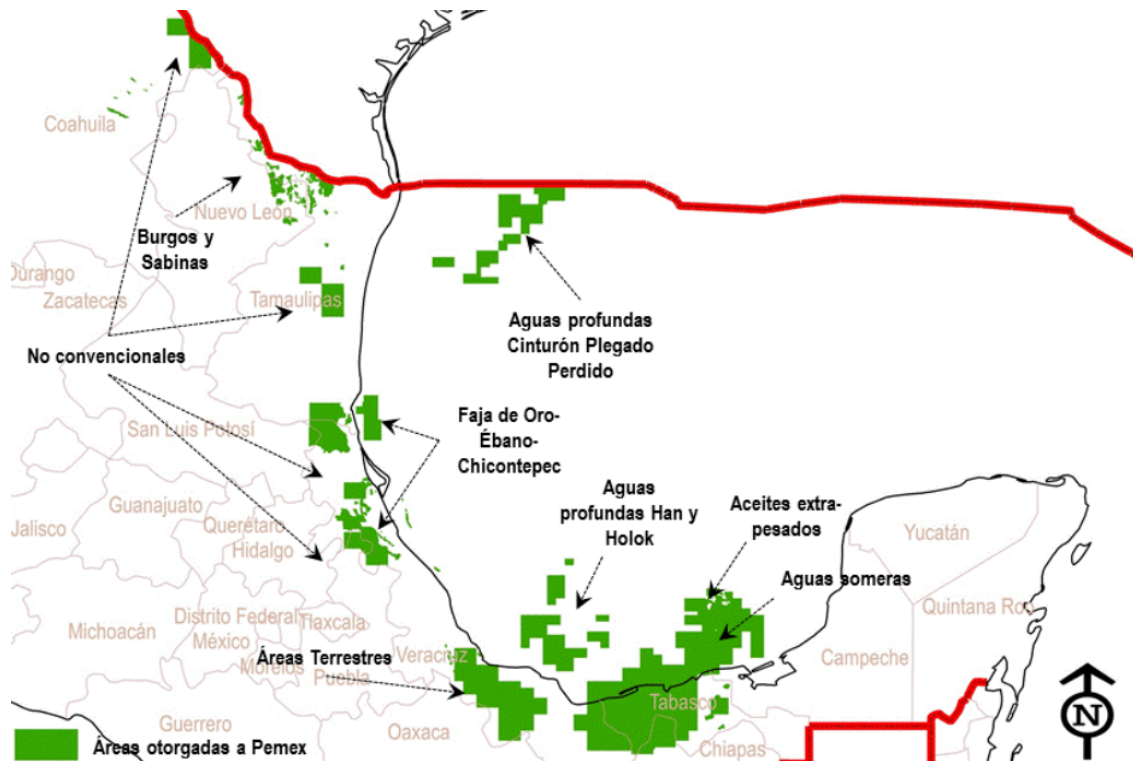 Coahuila
Nuevo León
Burgos y
Sabinas
Durango
Zacatecas
Tamaulipas
Aguas profundas
Cinturón Plegado
Perdido
No convencionales
San Luis Potosí
Faja de Oro-
Ébano-
Chicontepec
Guanajuato
Querétaro
Hidalgo
Jalisco
Aguas
profundas Han y
Holok
Aceites extra-
pesados
Yucatán
Aguas someras
Quintana Roo
Michoacán
Distrito Federal
México
Tlaxcala
Morelos
Puebla
Áreas Terrestres
Veracruz
Campeche
Tabasco
Guerrero
Oaxaca
Chiapas
N
Áreas otorgadas a Pemex